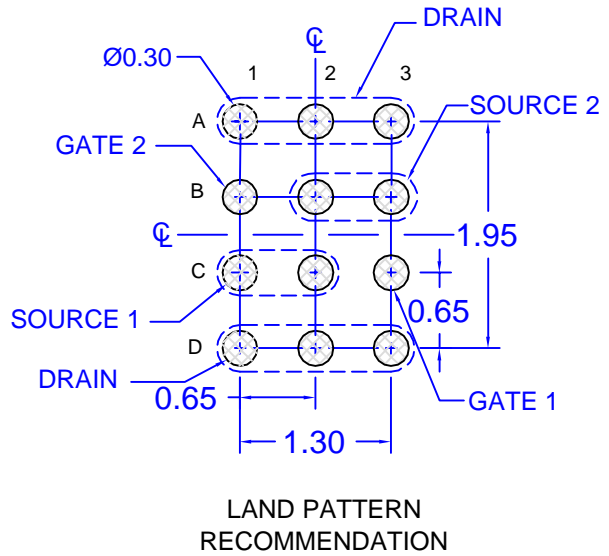 DRAIN
℄
Ø0.30
1
2
3
SOURCE 2
A
GATE 2
B
℄
1.95
C
0.65
SOURCE 1
D
DRAIN
0.65
GATE 1
1.30
LAND PATTERN
RECOMMENDATION